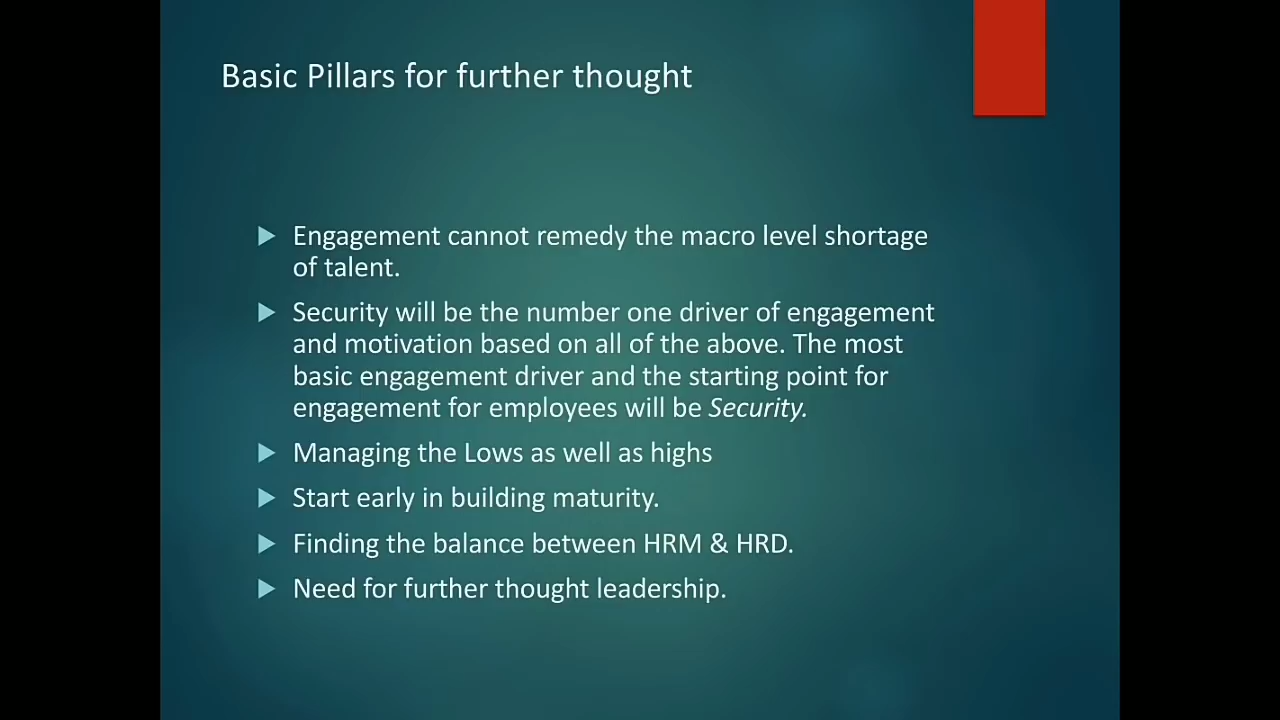 Basic Pillars for further thought
Engagement cannot remedy the macro level shortage
of talent.
Security will be the number one driver of engagement
and motivation based on all of the above. The most
basic engagement driver and the starting point for
engagement for employees will be Security.
Managing the Lows as well as highs
Start early in building maturity.
Finding the balance between HRM & HRD.
Need for further thought leadership.